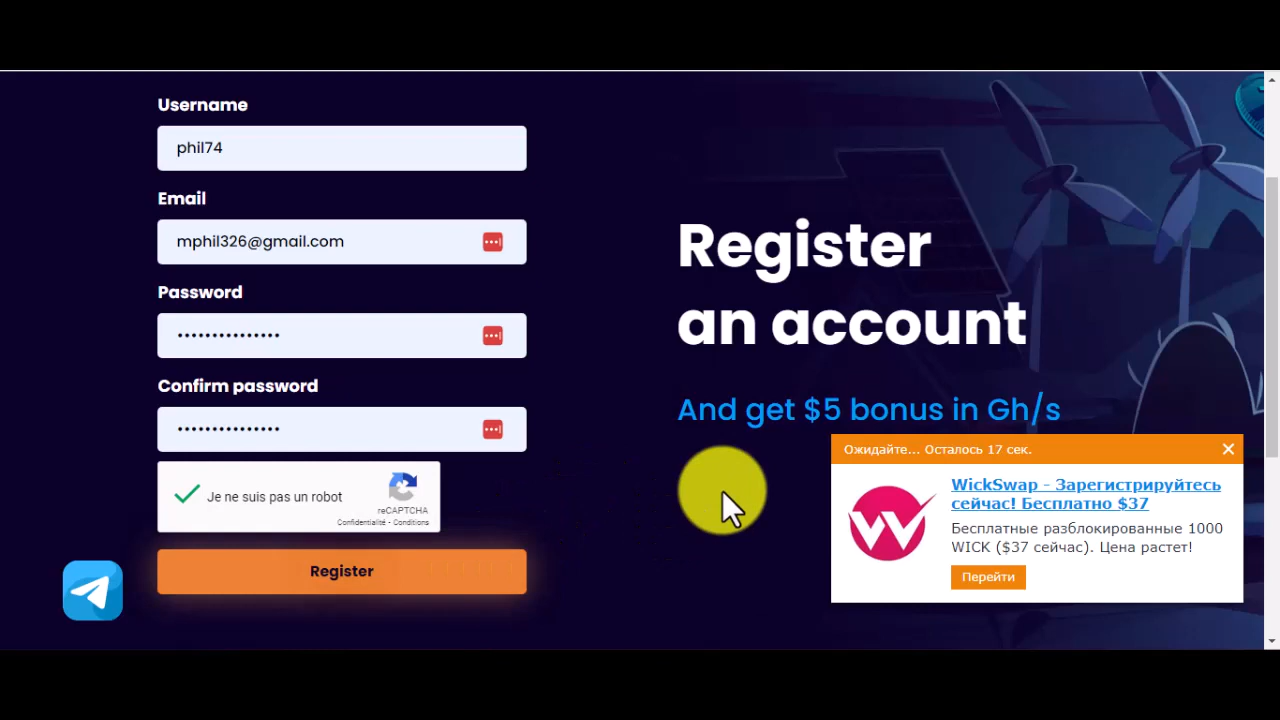 Username
phil74
Email
mphil326@gmail.com
Password
•••••••••••••••
Confirm password
•••••••••••••••
Je ne suis pas un robot
reCAPTCHA
Confidentialité - Conditions
Register
Register
an account
And get $5 bonus in Gh/s
Ожидайте... Осталось 17 сек.
WickSwap - Зарегистрируйтесь
сейчас! Бесплатно $37
Бесплатные разблокированные 1000
WICK ($37 сейчас). Цена растет!
Перейти